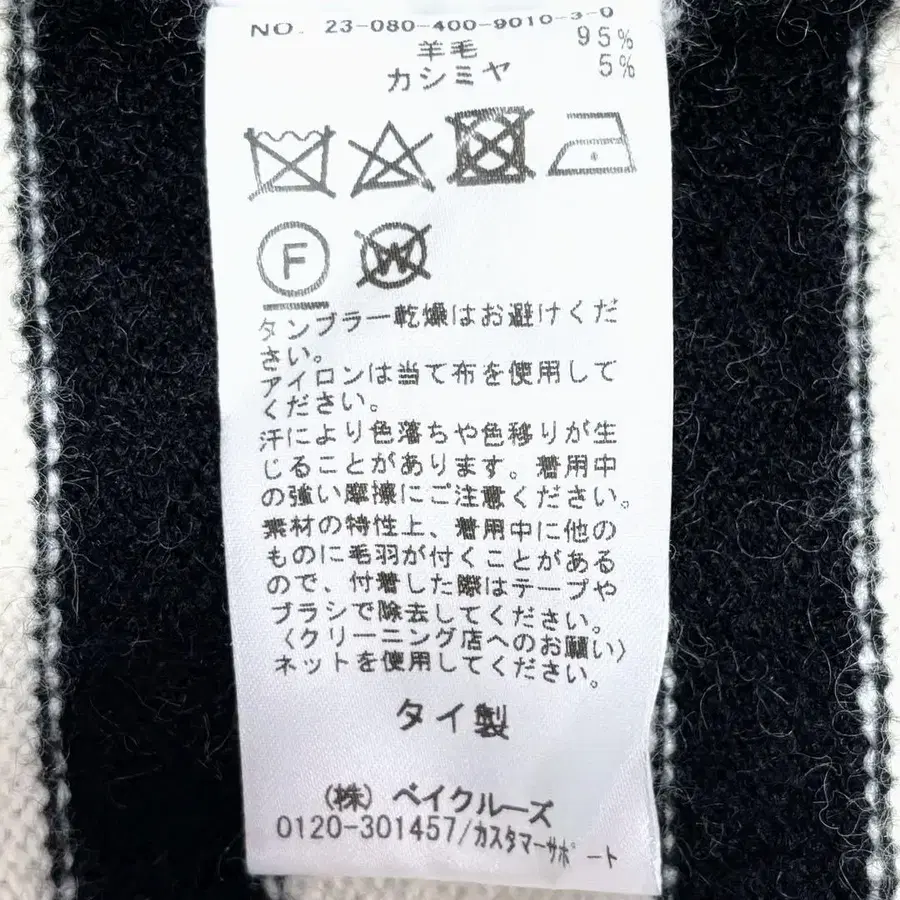 NO. 23-080-400-9010-3-0
羊毛 95%
カシミヤ 5%
F
W
タンブラー乾燥はお避けくだ
さい。
アイロンは当て布を使用して
ください。
汗により色落ちや色移りが生
じることがあります。着用中
の強い摩擦にご注意ください。
素材の特性上、着用中に他の
ものに毛羽が付くことがある
ので、付着した際はテープや
ブラシで除去してください。
〈クリーニング店へのお願い〉
ネットを使用してください。
タイ製
(株) ベイクルーズ
0120-301457/カスタマーサポート